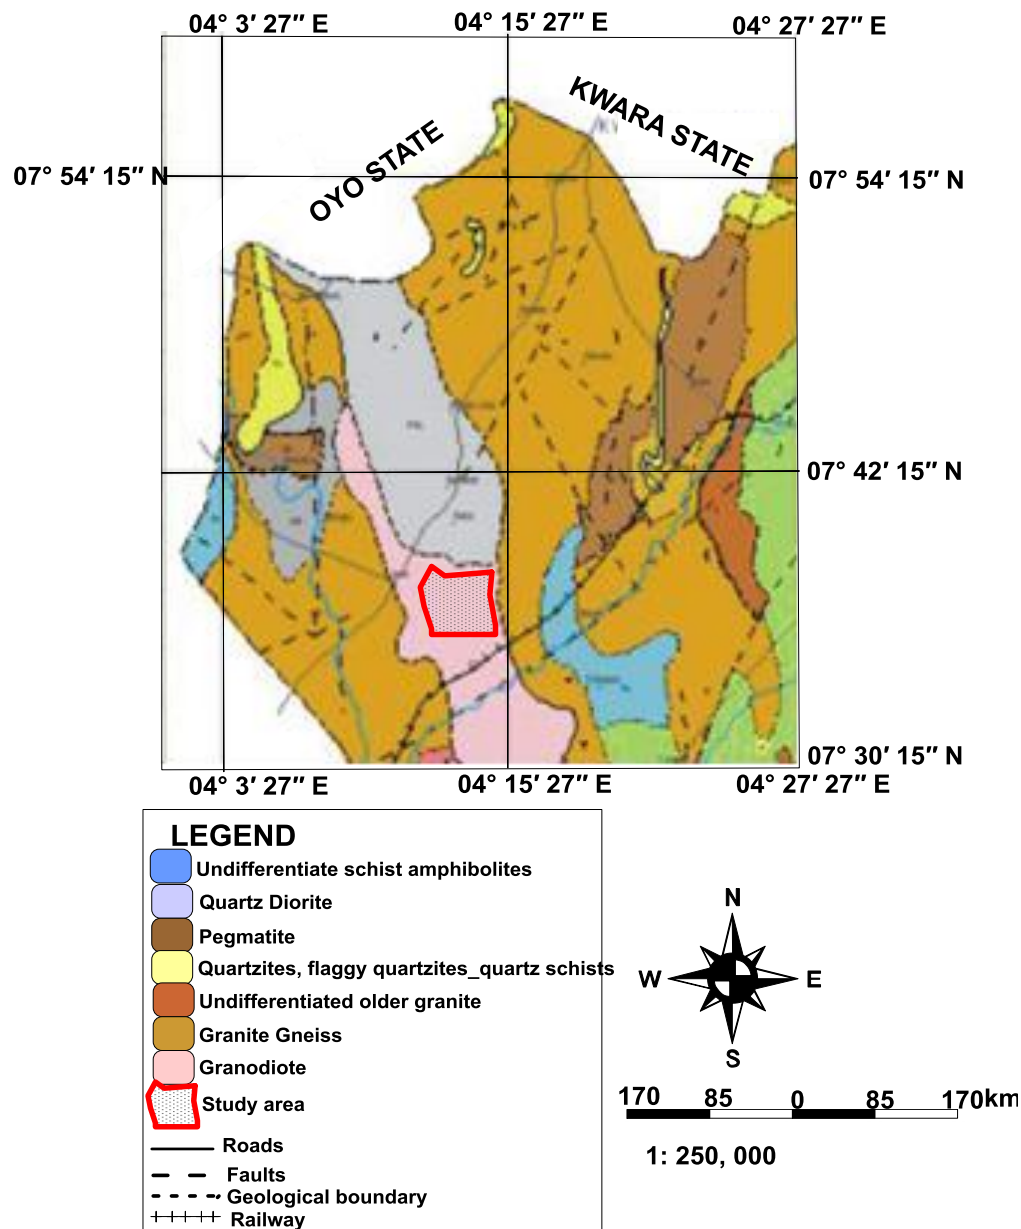 04° 3′ 27″ E 04° 15′ 27″ E 04° 27′ 27″ E
KWARA STATE
OYO STATE
07° 54′ 15″ N 07° 54′ 15″ N
07° 42′ 15″ N
07° 30′ 15″ N
04° 3′ 27″ E 04° 15′ 27″ E 04° 27′ 27″ E
LEGEND
Undifferentiate schist amphibolites
Quartz Diorite
Pegmatite
Quartzites, flaggy quartzites_quartz schists
Undifferentiated older granite
Granite Gneiss
Granodiote
Study area
Roads
Faults
Geological boundary
Railway
N
W E
S
170 85 0 85 170km
1: 250, 000